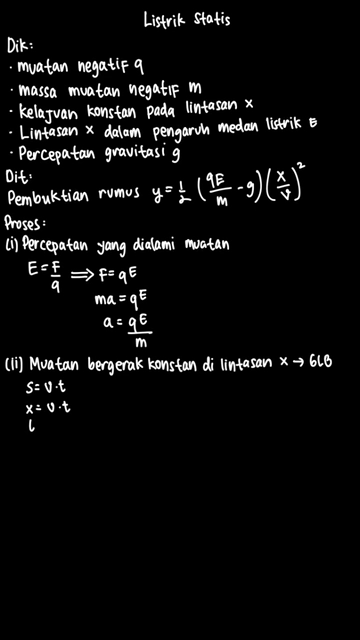 Listrik Statis
Dik:
· muatan negatif q
· massa muatan negatif m
· kelajuan konstan pada lintasan x
· Lintasan x dalam pengaruh medan listrik E
· Percepatan gravitasi g
Dit:
Pembuktian rumus y = 1/2 (qE/m - g)(x/v)²
Proses:
(i) Percepatan yang dialami muatan
E = F/q ⟹ F = qE
ma = qE
a = qE/m
(ii) Muatan bergerak konstan di lintasan x → GLB
s = v·t
x = v·t